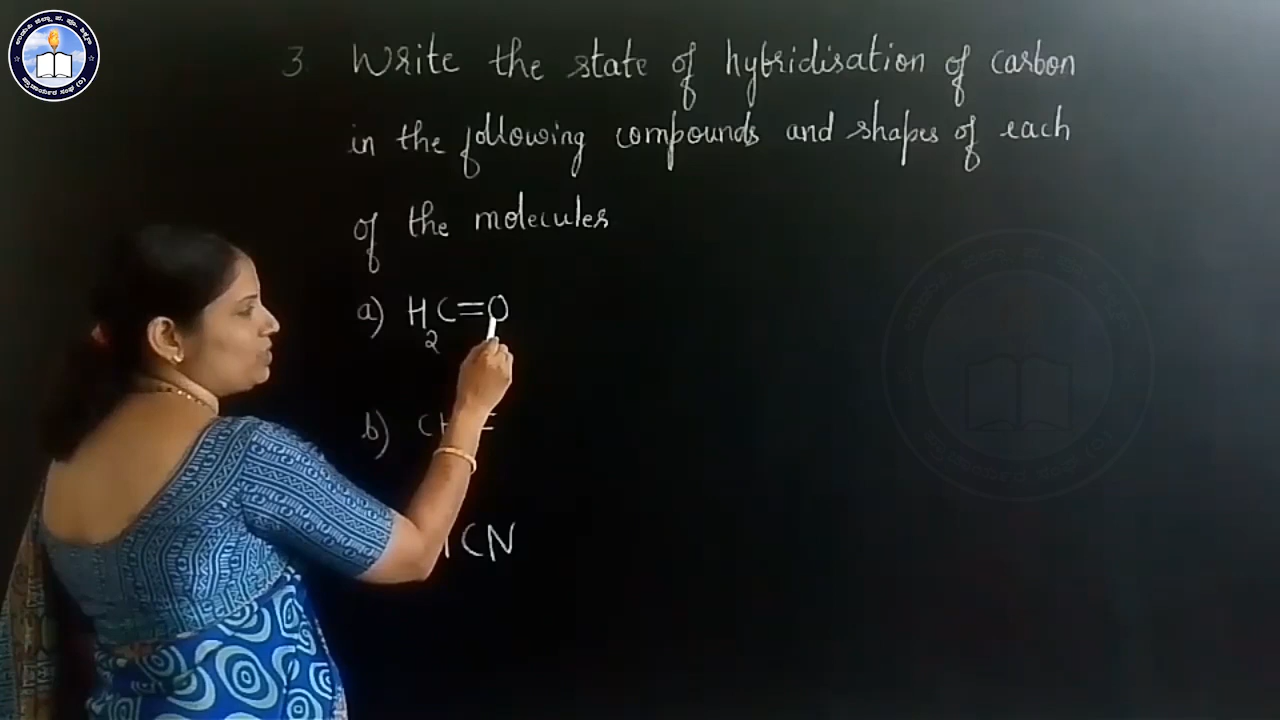 3. Write the state of hybridisation of carbon
in the following compounds and shapes of each
of the molecules
a) H2C=O
b)
CN